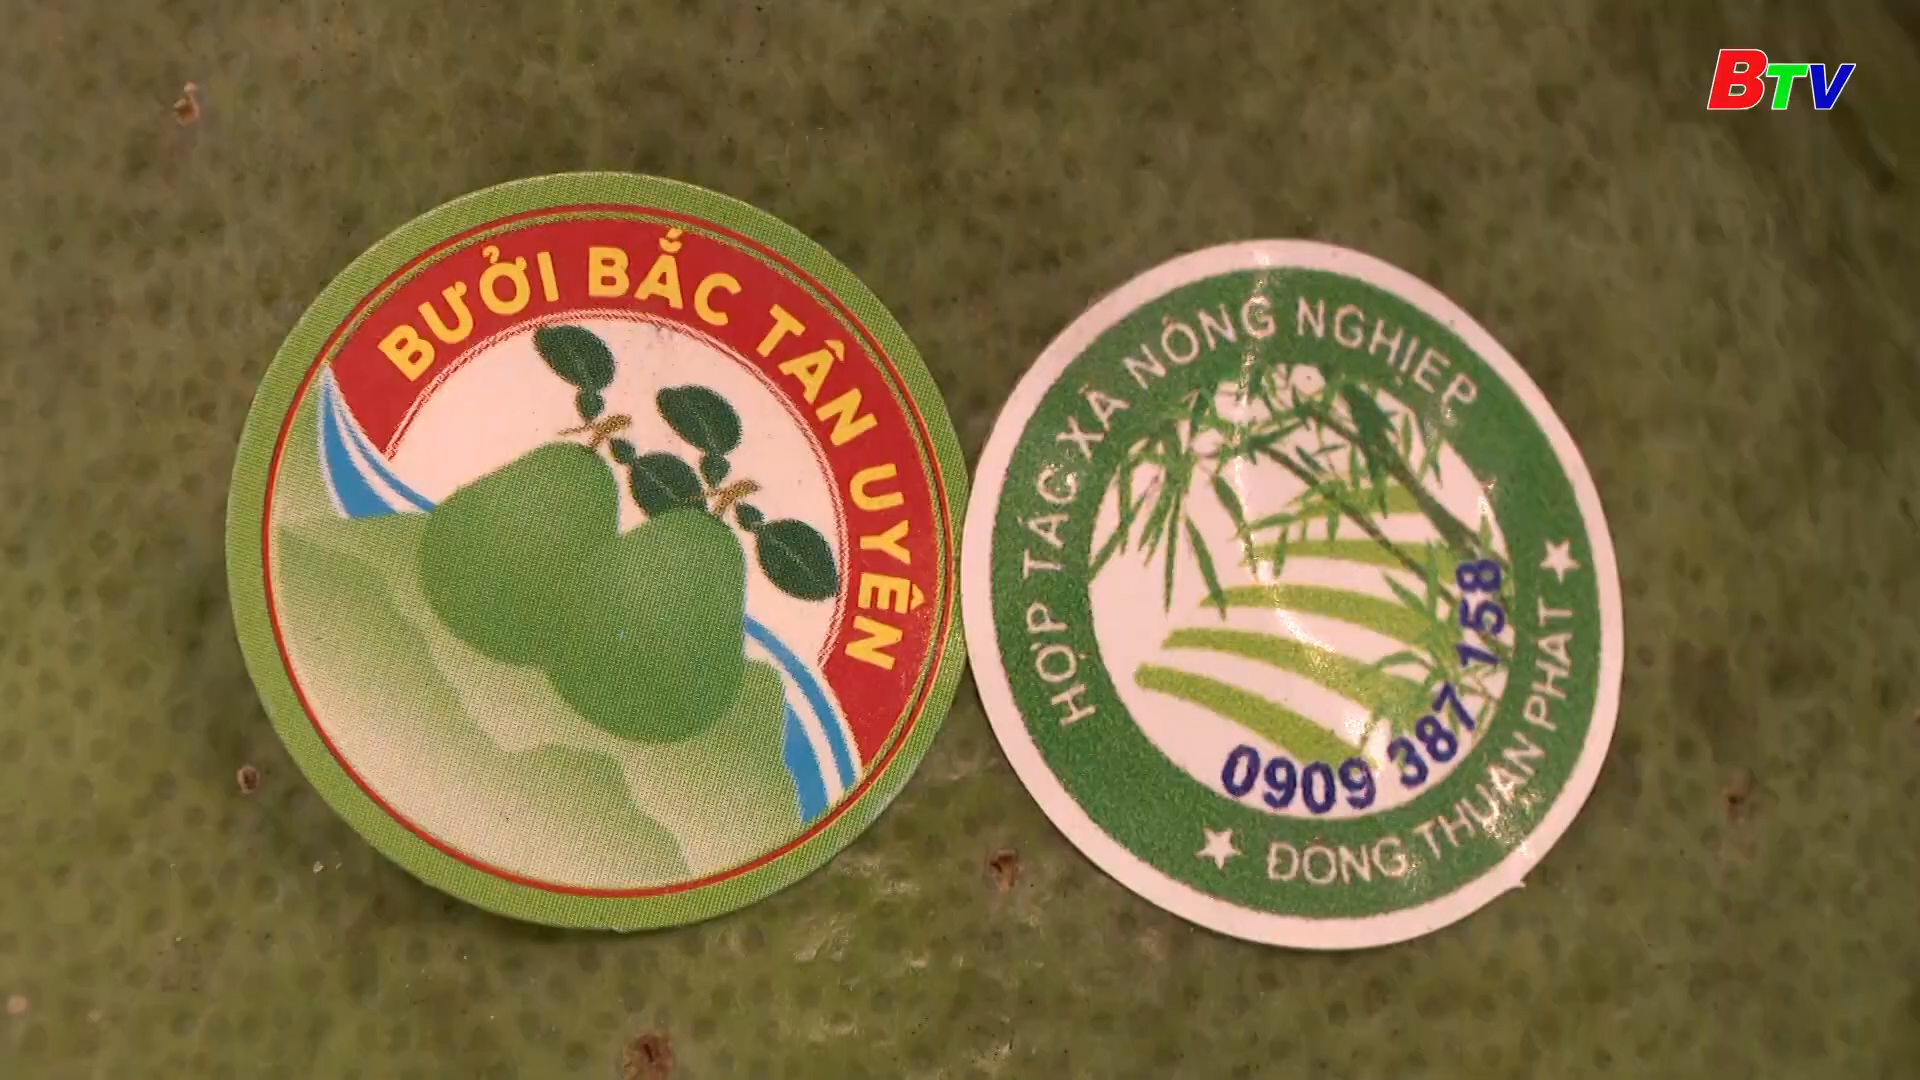 BTV
BƯỞI BẮC TÂN UYÊN
HỢP TÁC XÃ NÔNG NGHIỆP
0909 387 158
ĐỒNG THUẬN PHÁT